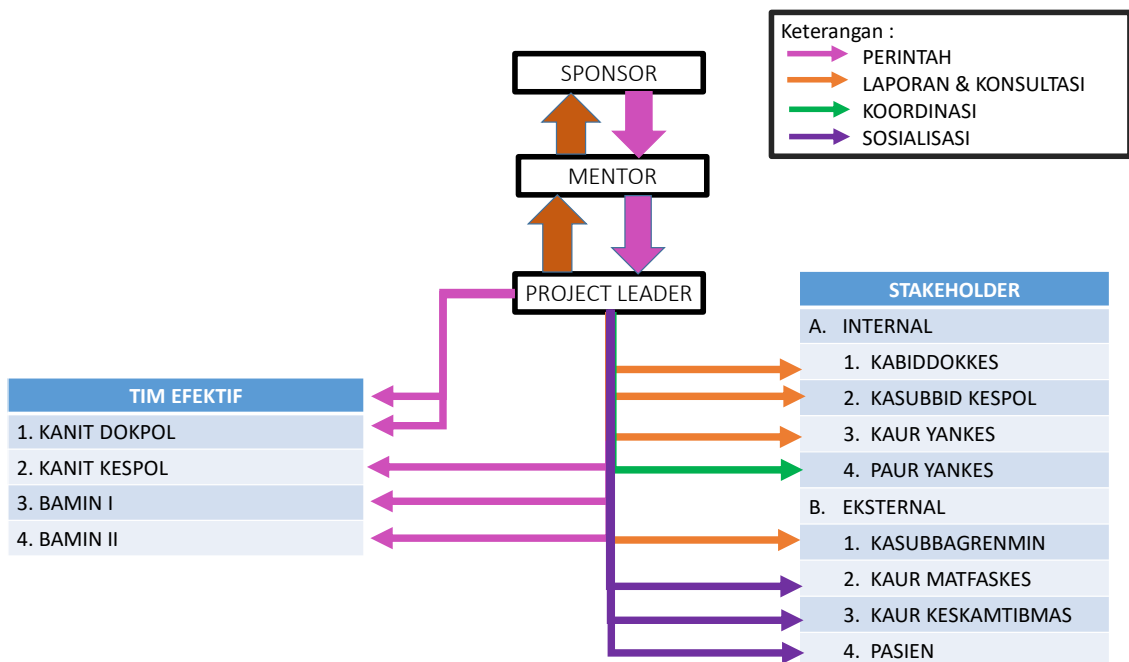 Keterangan :
PERINTAH
LAPORAN & KONSULTASI
KOORDINASI
SOSIALISASI
SPONSOR
MENTOR
PROJECT LEADER
TIM EFEKTIF
1. KANIT DOKPOL
2. KANIT KESPOL
3. BAMIN I
4. BAMIN II
STAKEHOLDER
A. INTERNAL
1. KABIDDOKKES
2. KASUBBID KESPOL
3. KAUR YANKES
4. PAUR YANKES
B. EKSTERNAL
1. KASUBBAGRENMIN
2. KAUR MATFASKES
3. KAUR KESKAMTIBMAS
4. PASIEN